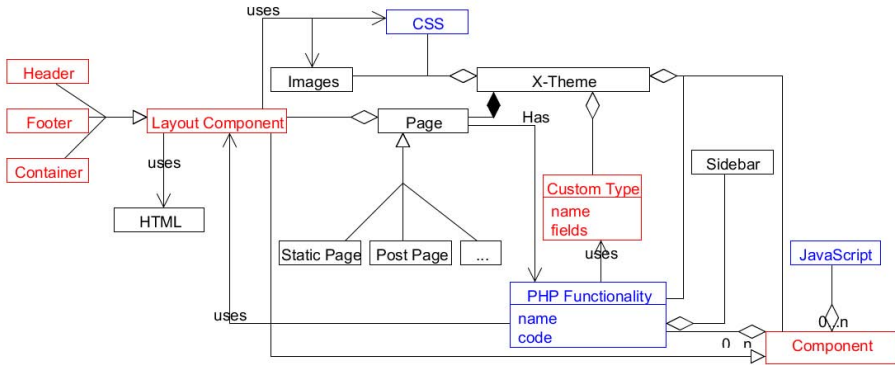 uses
CSS
Header
Images
X-Theme
Footer
Layout Component
Page
Has
Container
uses
Sidebar
Custom Type
name
fields
HTML
Static Page
Post Page
...
uses
JavaScript
PHP Functionality
name
code
uses
0...n
0 n
Component